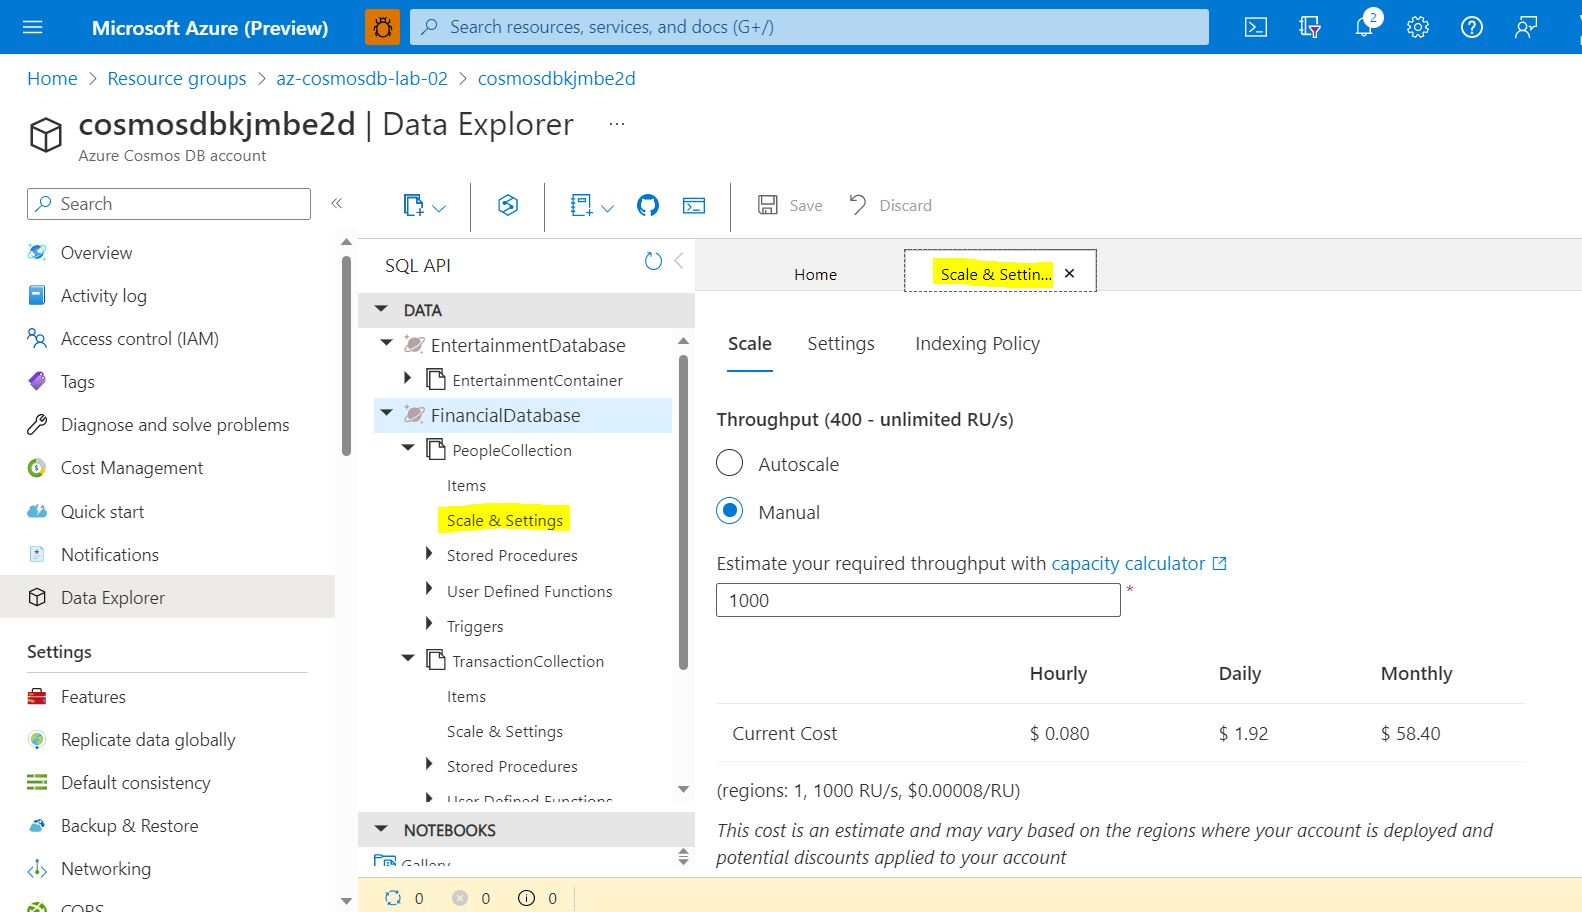 Microsoft Azure (Preview)
Search resources, services, and docs (G+/)
2
Home > Resource groups > az-cosmosdb-lab-02 > cosmosdbkjmbe2d
cosmosdbkjmbe2d | Data Explorer ...
Azure Cosmos DB account
Search
«
Save
Discard
Overview
Activity log
Access control (IAM)
Tags
Diagnose and solve problems
Cost Management
Quick start
Notifications
Data Explorer
Settings
Features
Replicate data globally
Default consistency
Backup & Restore
Networking
CORS
SQL API
DATA
EntertainmentDatabase
EntertainmentContainer
FinancialDatabase
PeopleCollection
Items
Scale & Settings
Stored Procedures
User Defined Functions
Triggers
TransactionCollection
Items
Scale & Settings
Stored Procedures
User Defined Functions
NOTEBOOKS
Gallery
Home
Scale & Settin...
Scale
Settings
Indexing Policy
Throughput (400 - unlimited RU/s)
Autoscale
Manual
Estimate your required throughput with capacity calculator
1000 *
Hourly Daily Monthly
Current Cost $ 0.080 $ 1.92 $ 58.40
(regions: 1, 1000 RU/s, $0.00008/RU)
This cost is an estimate and may vary based on the regions where your account is deployed and
potential discounts applied to your account
0 0 0